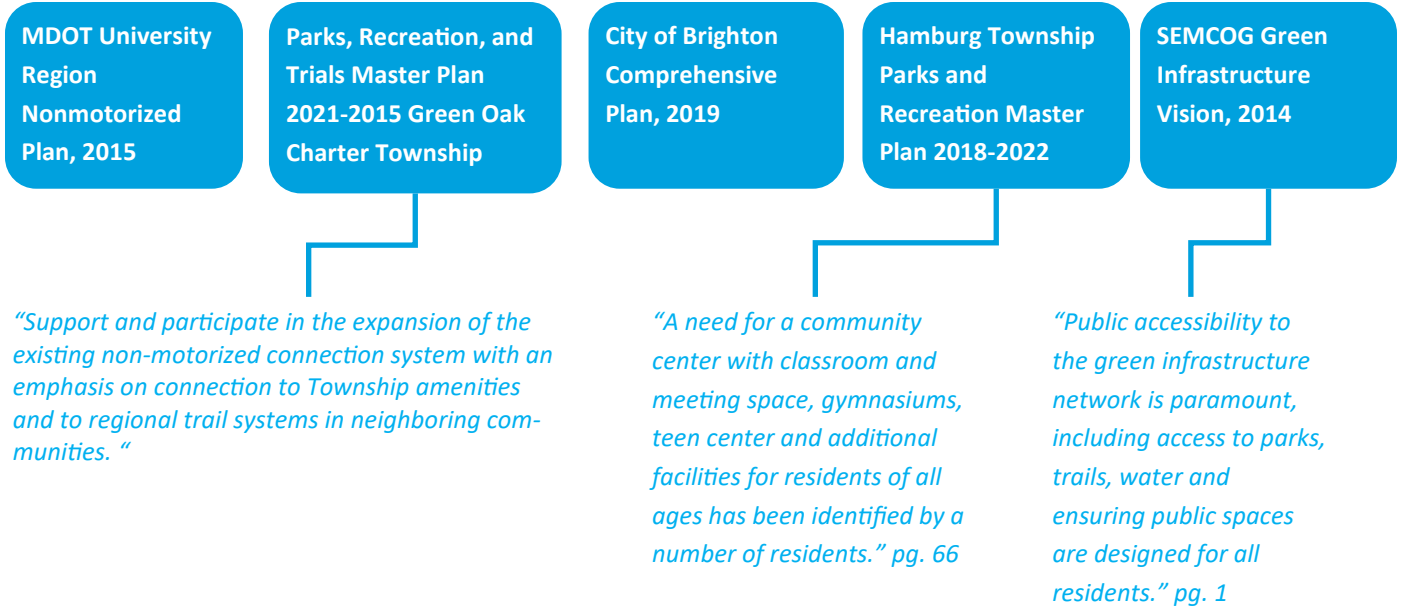 MDOT University
Region
Nonmotorized
Plan, 2015
Parks, Recreation, and
Trials Master Plan
2021-2015 Green Oak
Charter Township
City of Brighton
Comprehensive
Plan, 2019
Hamburg Township
Parks and
Recreation Master
Plan 2018-2022
SEMCOG Green
Infrastructure
Vision, 2014
“Support and participate in the expansion of the
existing non-motorized connection system with an
emphasis on connection to Township amenities
and to regional trail systems in neighboring com-
munities. “
“A need for a community
center with classroom and
meeting space, gymnasiums,
teen center and additional
facilities for residents of all
ages has been identified by a
number of residents.” pg. 66
“Public accessibility to
the green infrastructure
network is paramount,
including access to parks,
trails, water and
ensuring public spaces
are designed for all
residents.” pg. 1